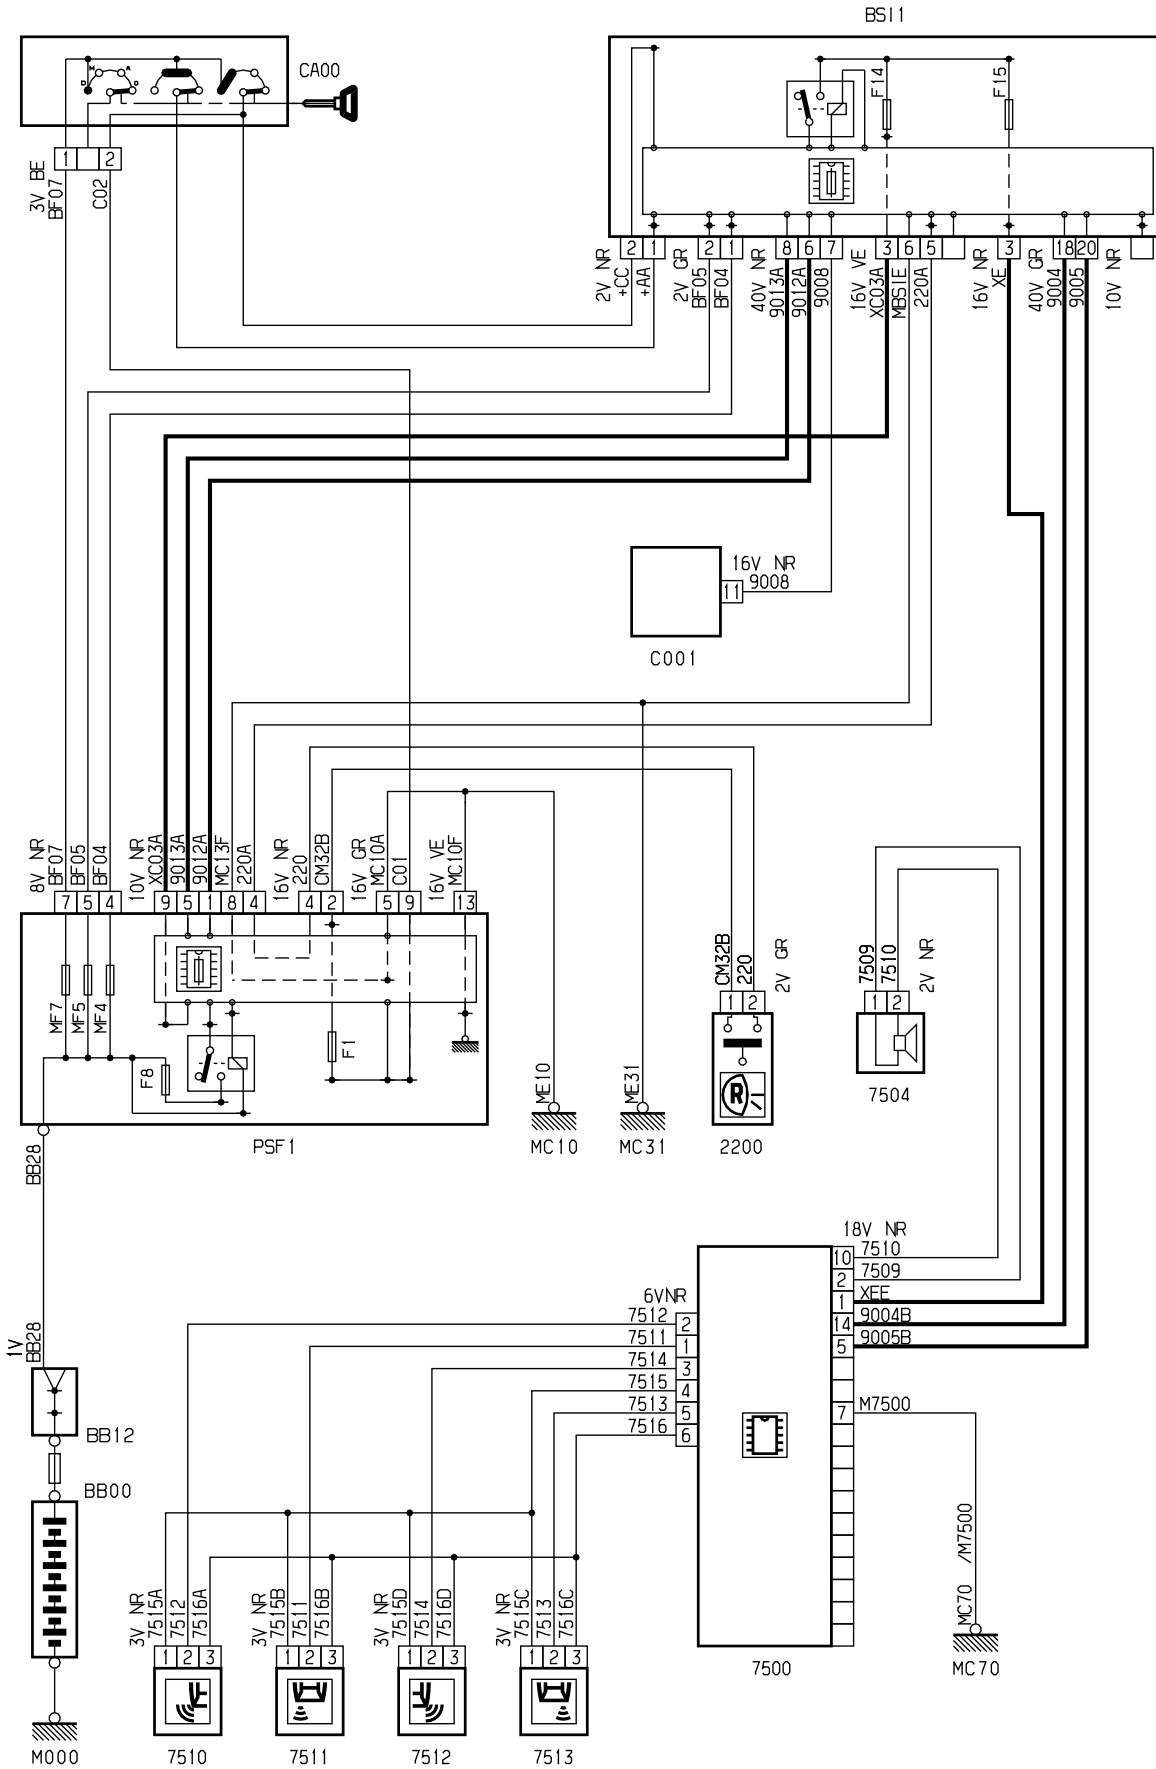 BSI1
CA00
M
A
D
O
F14
F15
1
2
3V BE
BF07
C02
2
1
2
1
8
6
7
3
6
5
3
18
20
2V NR
+CC
+AA
2V GR
BF05
BF04
40V NR
9013A
9012A
9008
16V VE
XC03A
MBSIE
220A
16V NR
XE
40V GR
9004
9005
10V NR
16V NR
11
9008
C001
8V NR
BF07
BF05
BF04
10V NR
XC03A
9013A
9012A
MC13F
220A
16V NR
220
CM32B
16V GR
MC10A
C01
16V VE
MC10F
7
5
4
9
5
1
8
4
4
2
5
9
13
MF7
MF5
MF4
F8
F1
PSF1
BB28
ME10
MC10
ME31
MC31
CM32B
220
2V GR
1
2
R
2200
7509
7510
2V NR
1
2
7504
18V NR
10
7510
2
7509
1
XEE
14
9004B
5
9005B
7
M7500
6VNR
7512
2
7511
1
7514
3
7515
4
7513
5
7516
6
7500
MC70 /M7500
MC70
1V
BB28
BB12
BB00
M000
3V NR
7515A
7512
7516A
1
2
3
7510
3V NR
7515B
7511
7516B
1
2
3
7511
3V NR
7515D
7514
7516D
1
2
3
7512
3V NR
7515C
7513
7516C
1
2
3
7513